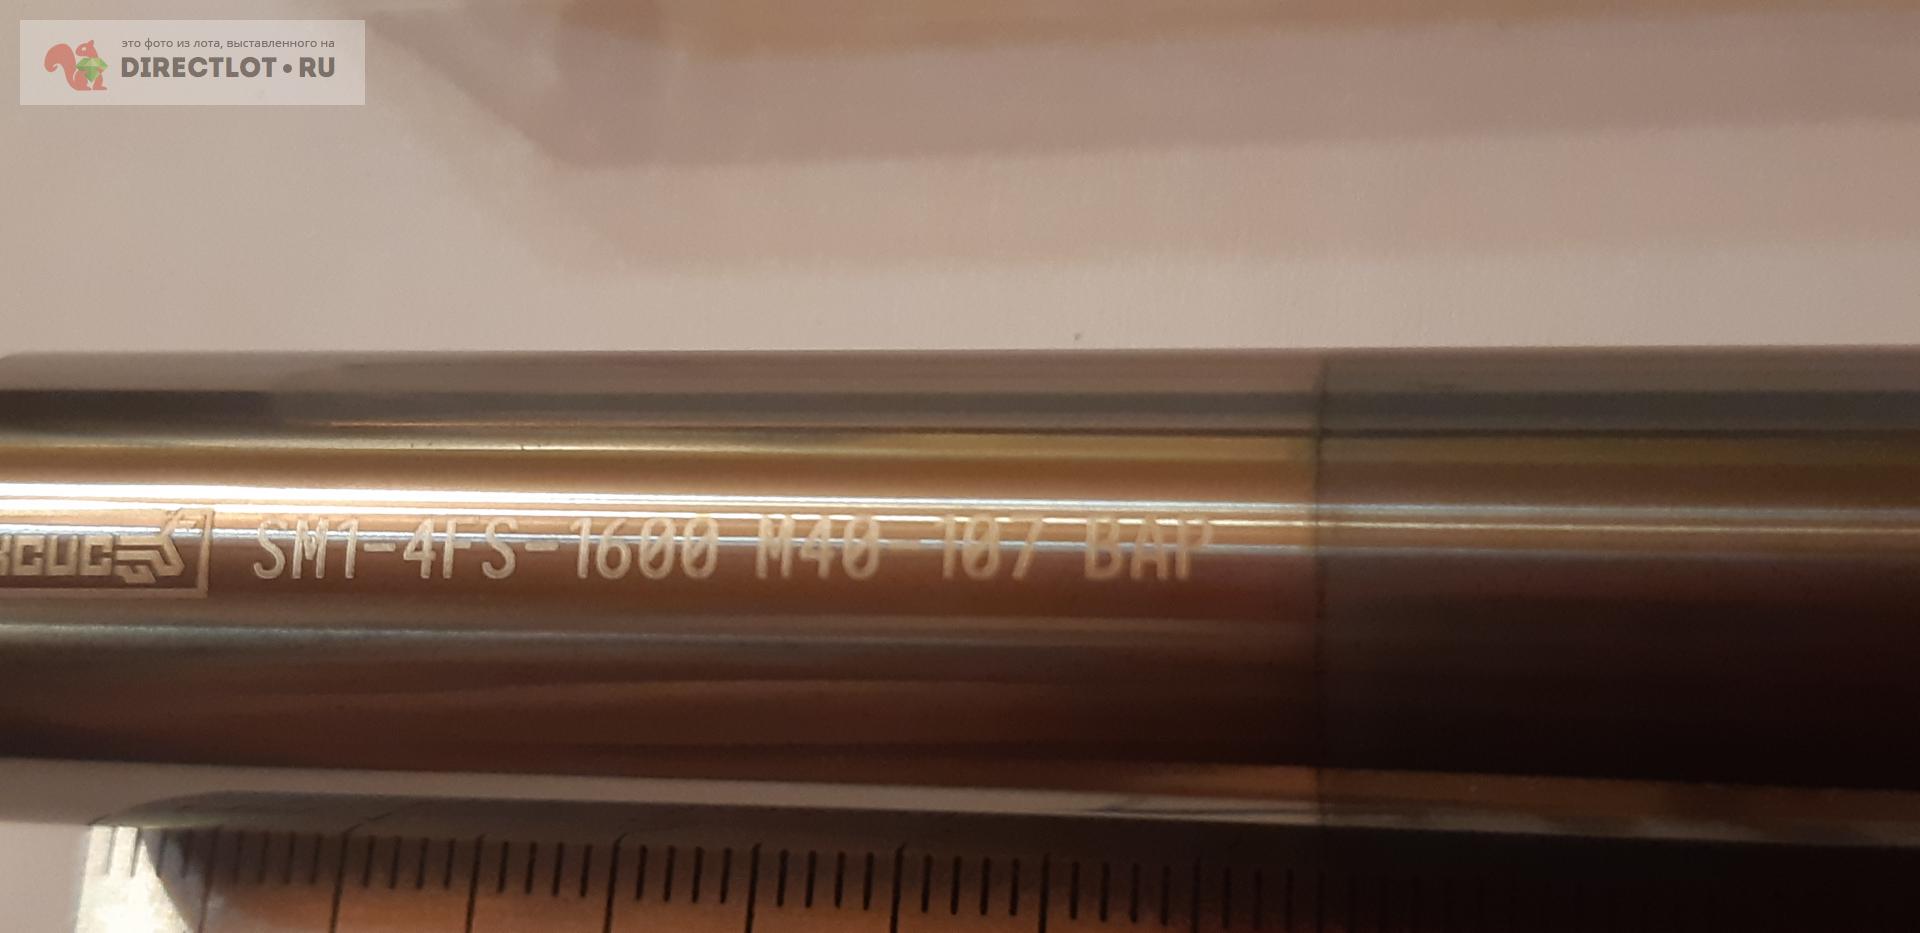 это фото из лота, выставленного на
DIRECTLOT•RU
SM1-4FS-1600 M40-107 BAP